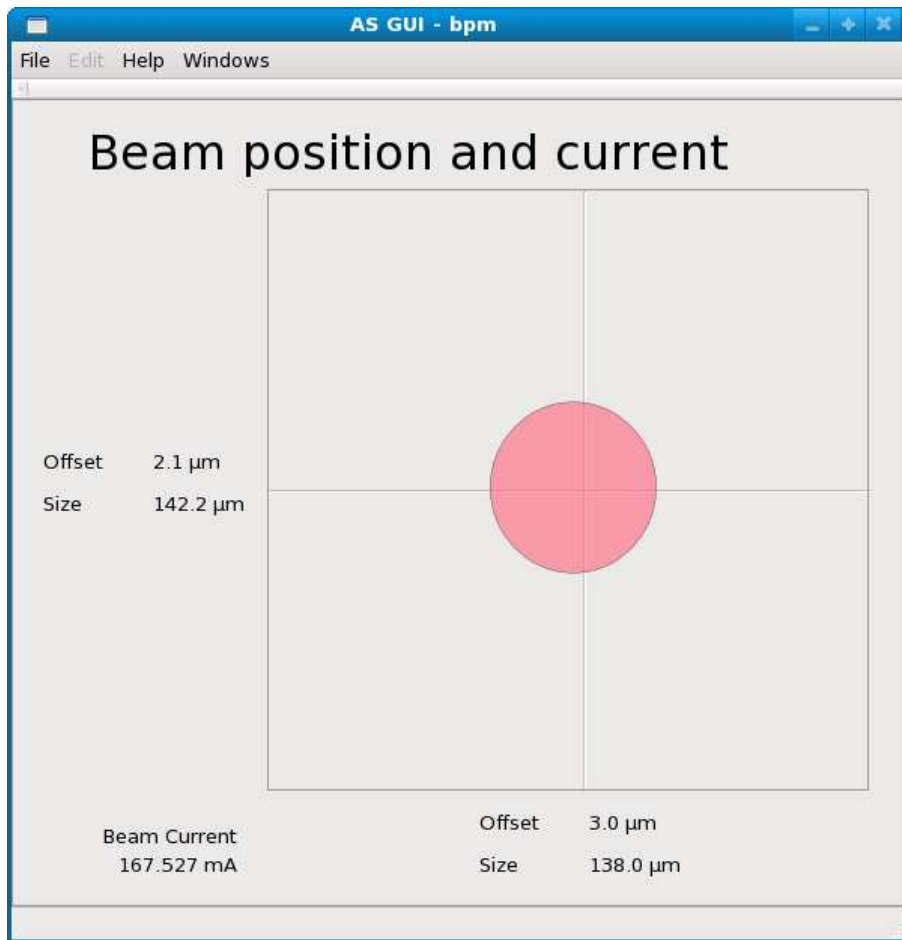 AS GUI - bpm
File Edit Help Windows
Beam position and current
Offset 2.1 µm
Size 142.2 µm
Offset 3.0 µm
Size 138.0 µm
Beam Current
167.527 mA